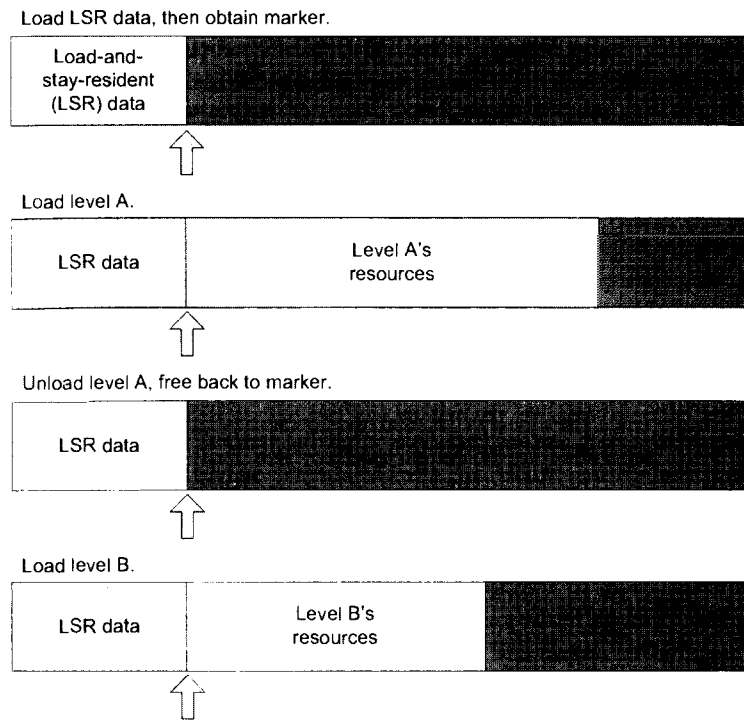 Load LSR data, then obtain marker.
Load-and-
stay-resident
(LSR) data
Load level A.
LSR data
Level A's
resources
Unload level A, free back to marker.
LSR data
Load level B.
LSR data
Level B's
resources